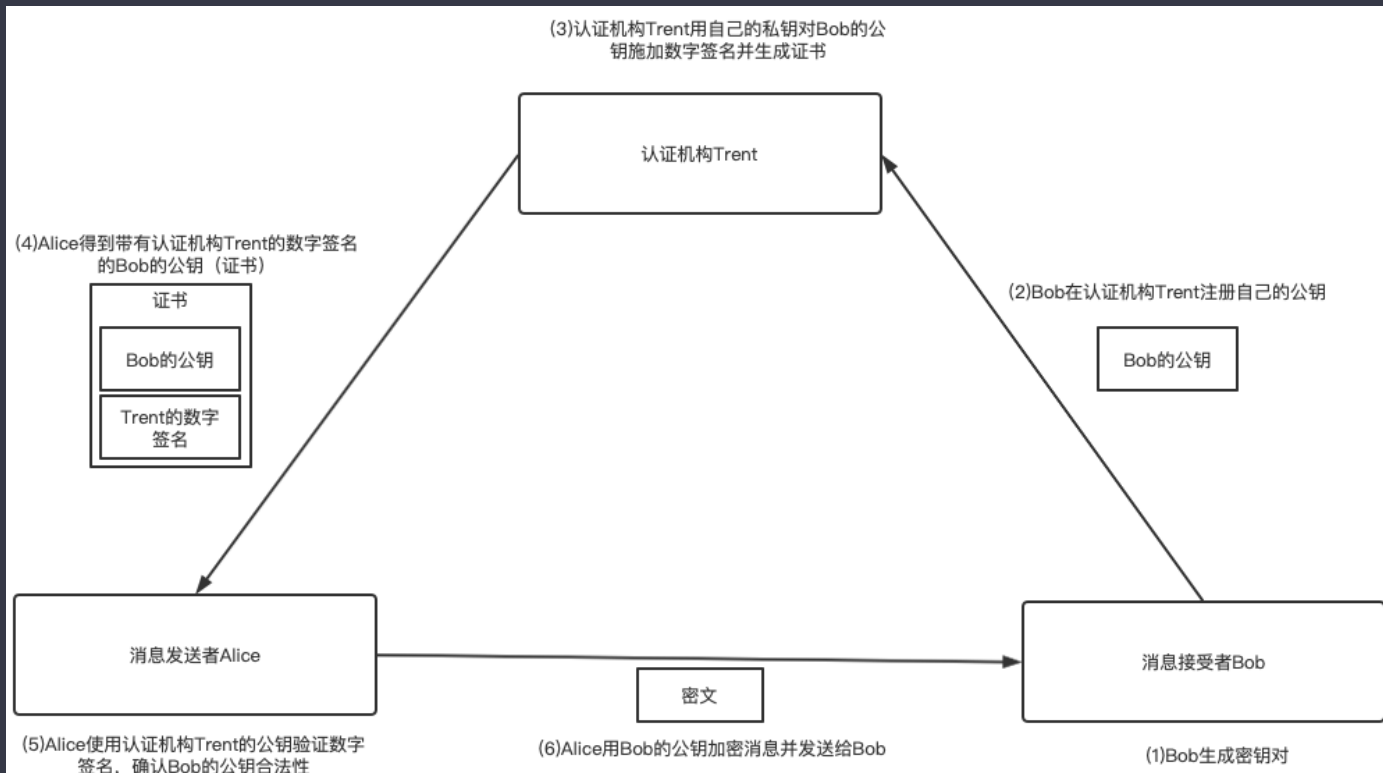 (3)认证机构Trent用自己的私钥对Bob的公
钥施加数字签名并生成证书
认证机构Trent
(4)Alice得到带有认证机构Trent的数字签名
的Bob的公钥（证书）
证书
Bob的公钥
Trent的数字
签名
(2)Bob在认证机构Trent注册自己的公钥
Bob的公钥
消息发送者Alice
消息接受者Bob
密文
(5)Alice使用认证机构Trent的公钥验证数字
签名，确认Bob的公钥合法性
(6)Alice用Bob的公钥加密消息并发送给Bob
(1)Bob生成密钥对